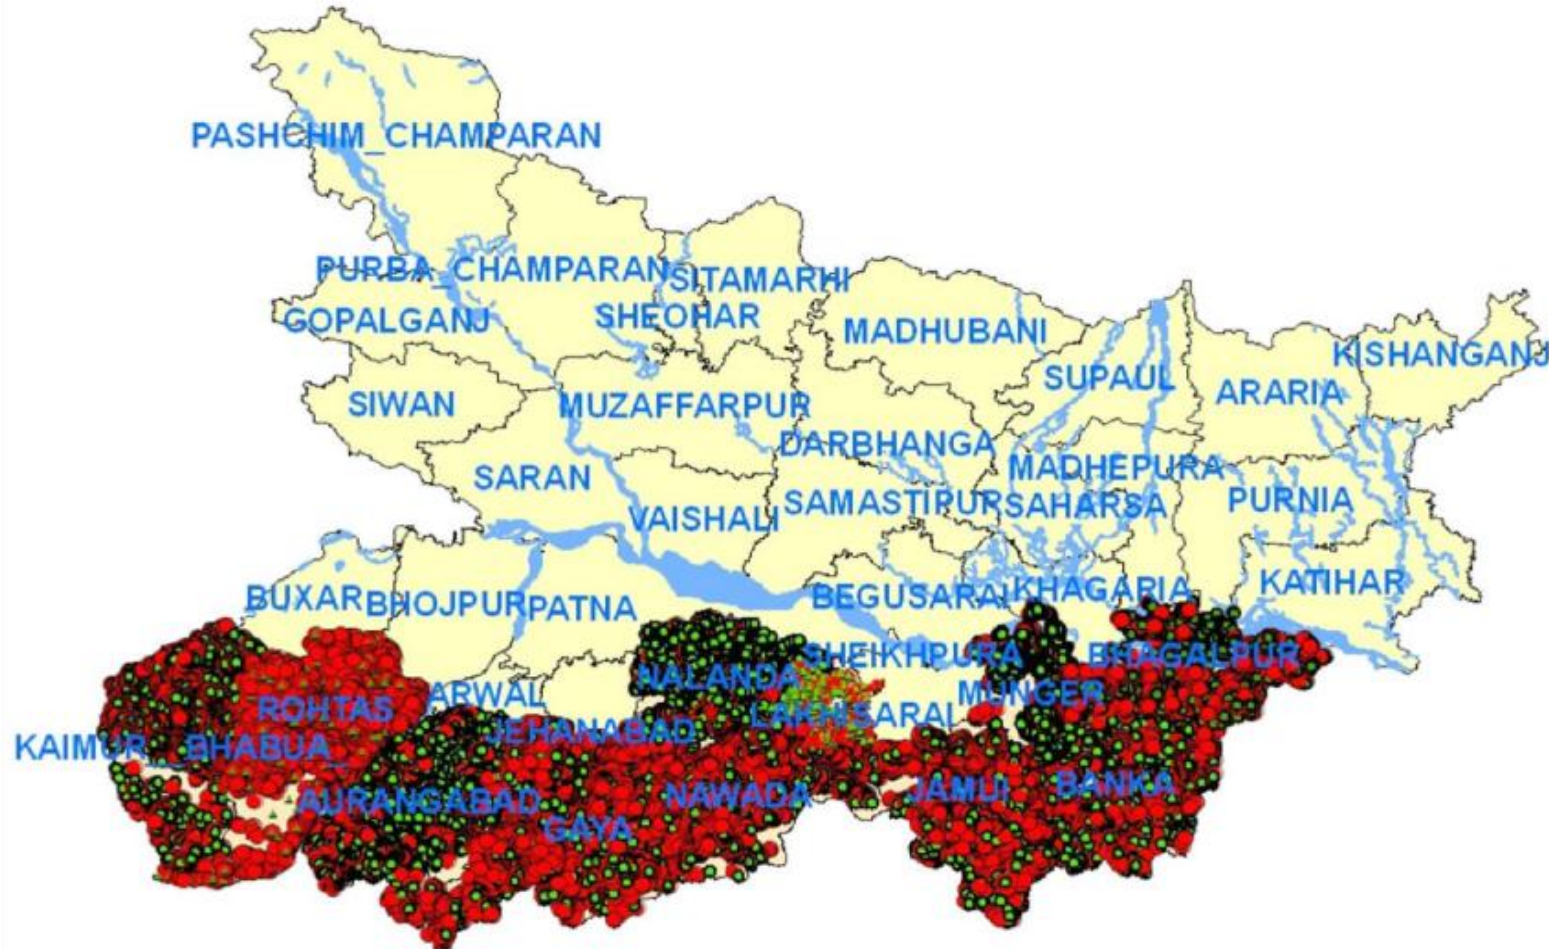 PASHCHIM_CHAMPARAN
PURBA_CHAMPARAN
SITAMARHI
GOPALGANJ
SHEOHAR
MADHUBANI
KISHANGANJ
SUPAUL
ARARIA
SIWAN
MUZAFFARPUR
DARBHANGA
MADHEPURA
SARAN
SAMASTIPUR
SAHARSA
PURNIA
VAISHALI
BUXAR
BHOJPUR
PATNA
BEGUSARAI
KHAGARIA
KATIHAR
SHEIKHPURA
BHAGALPUR
NALANDA
ARWAL
MUNGER
ROHTAS
LAKHISARAI
JEHANABAD
KAIMUR__BHABUA_
AURANGABAD
NAWADA
JAMUI
BANKA
GAYA